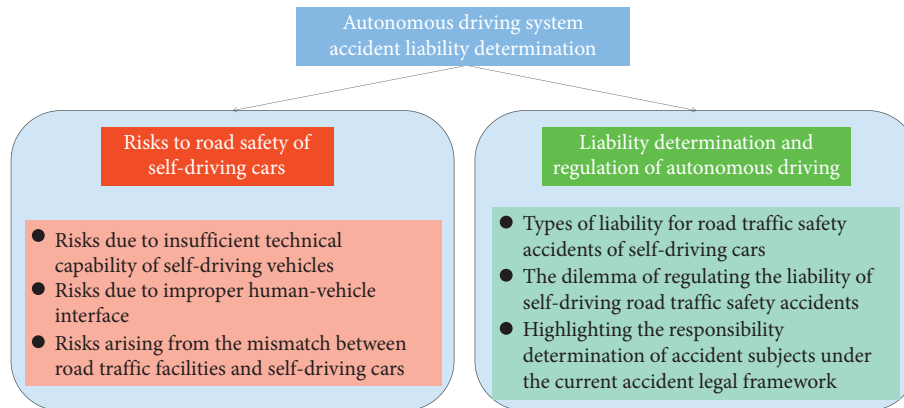 Autonomous driving system
accident liability determination
Risks to road safety of
self-driving cars
● Risks due to insufficient technical
capability of self-driving vehicles
● Risks due to improper human-vehicle
interface
● Risks arising from the mismatch between
road traffic facilities and self-driving cars
Liability determination and
regulation of autonomous driving
● Types of liability for road traffic safety
accidents of self-driving cars
● The dilemma of regulating the liability of
self-driving road traffic safety accidents
● Highlighting the responsibility
determination of accident subjects under
the current accident legal framework